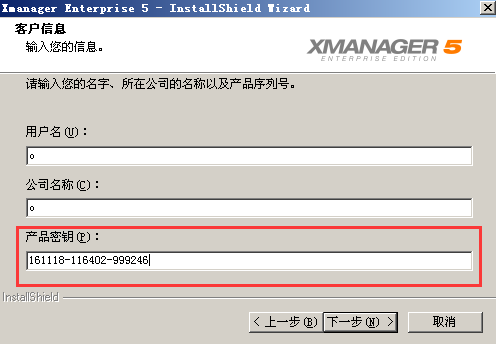 Xmanager Enterprise 5 - InstallShield Wizard
客户信息
输入您的信息。
XMANAGER 5
ENTERPRISE EDITION
请输入您的名字、所在公司的名称以及产品序列号。
用户名(U)：
o
公司名称(C)：
o
产品密钥(P)：
161118-116402-999246
InstallShield
< 上一步(B) 下一步(N) > 取消